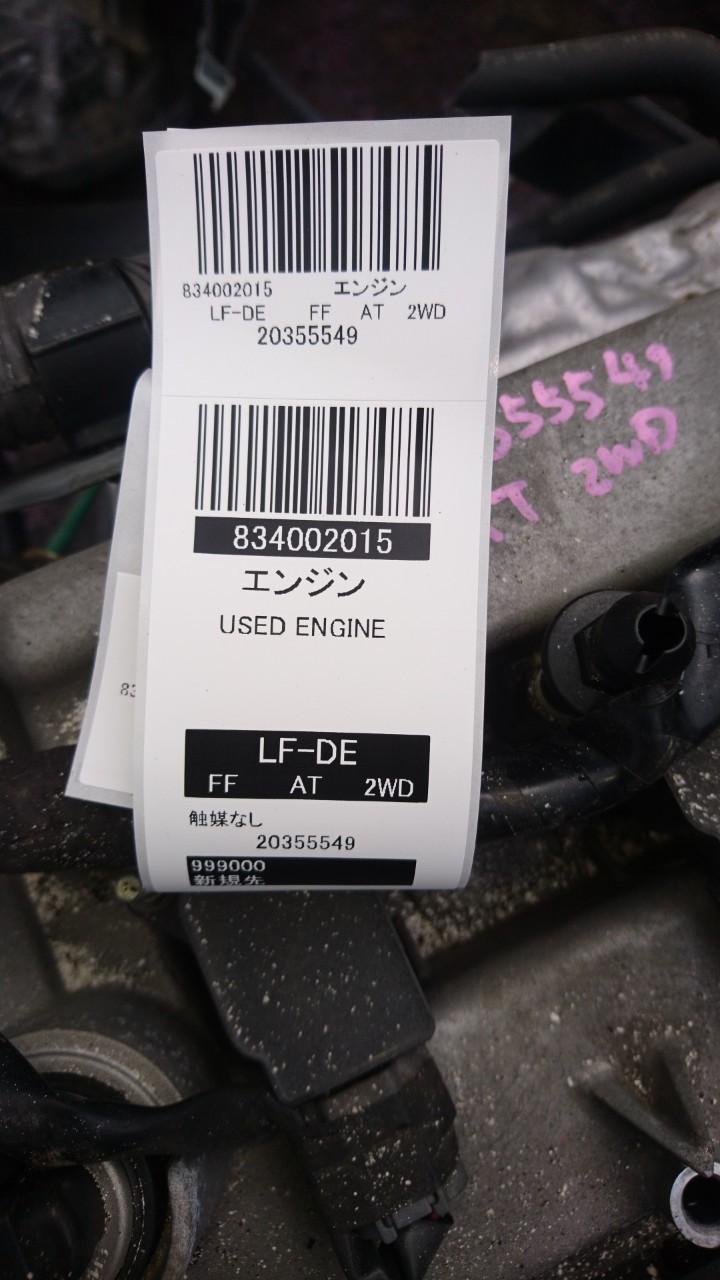 834002015 エンジン
LF-DE FF AT 2WD
20355549
834002015
エンジン
USED ENGINE
LF-DE
FF AT 2WD
触媒なし
20355549
999000
新規先
55549
2WD
83